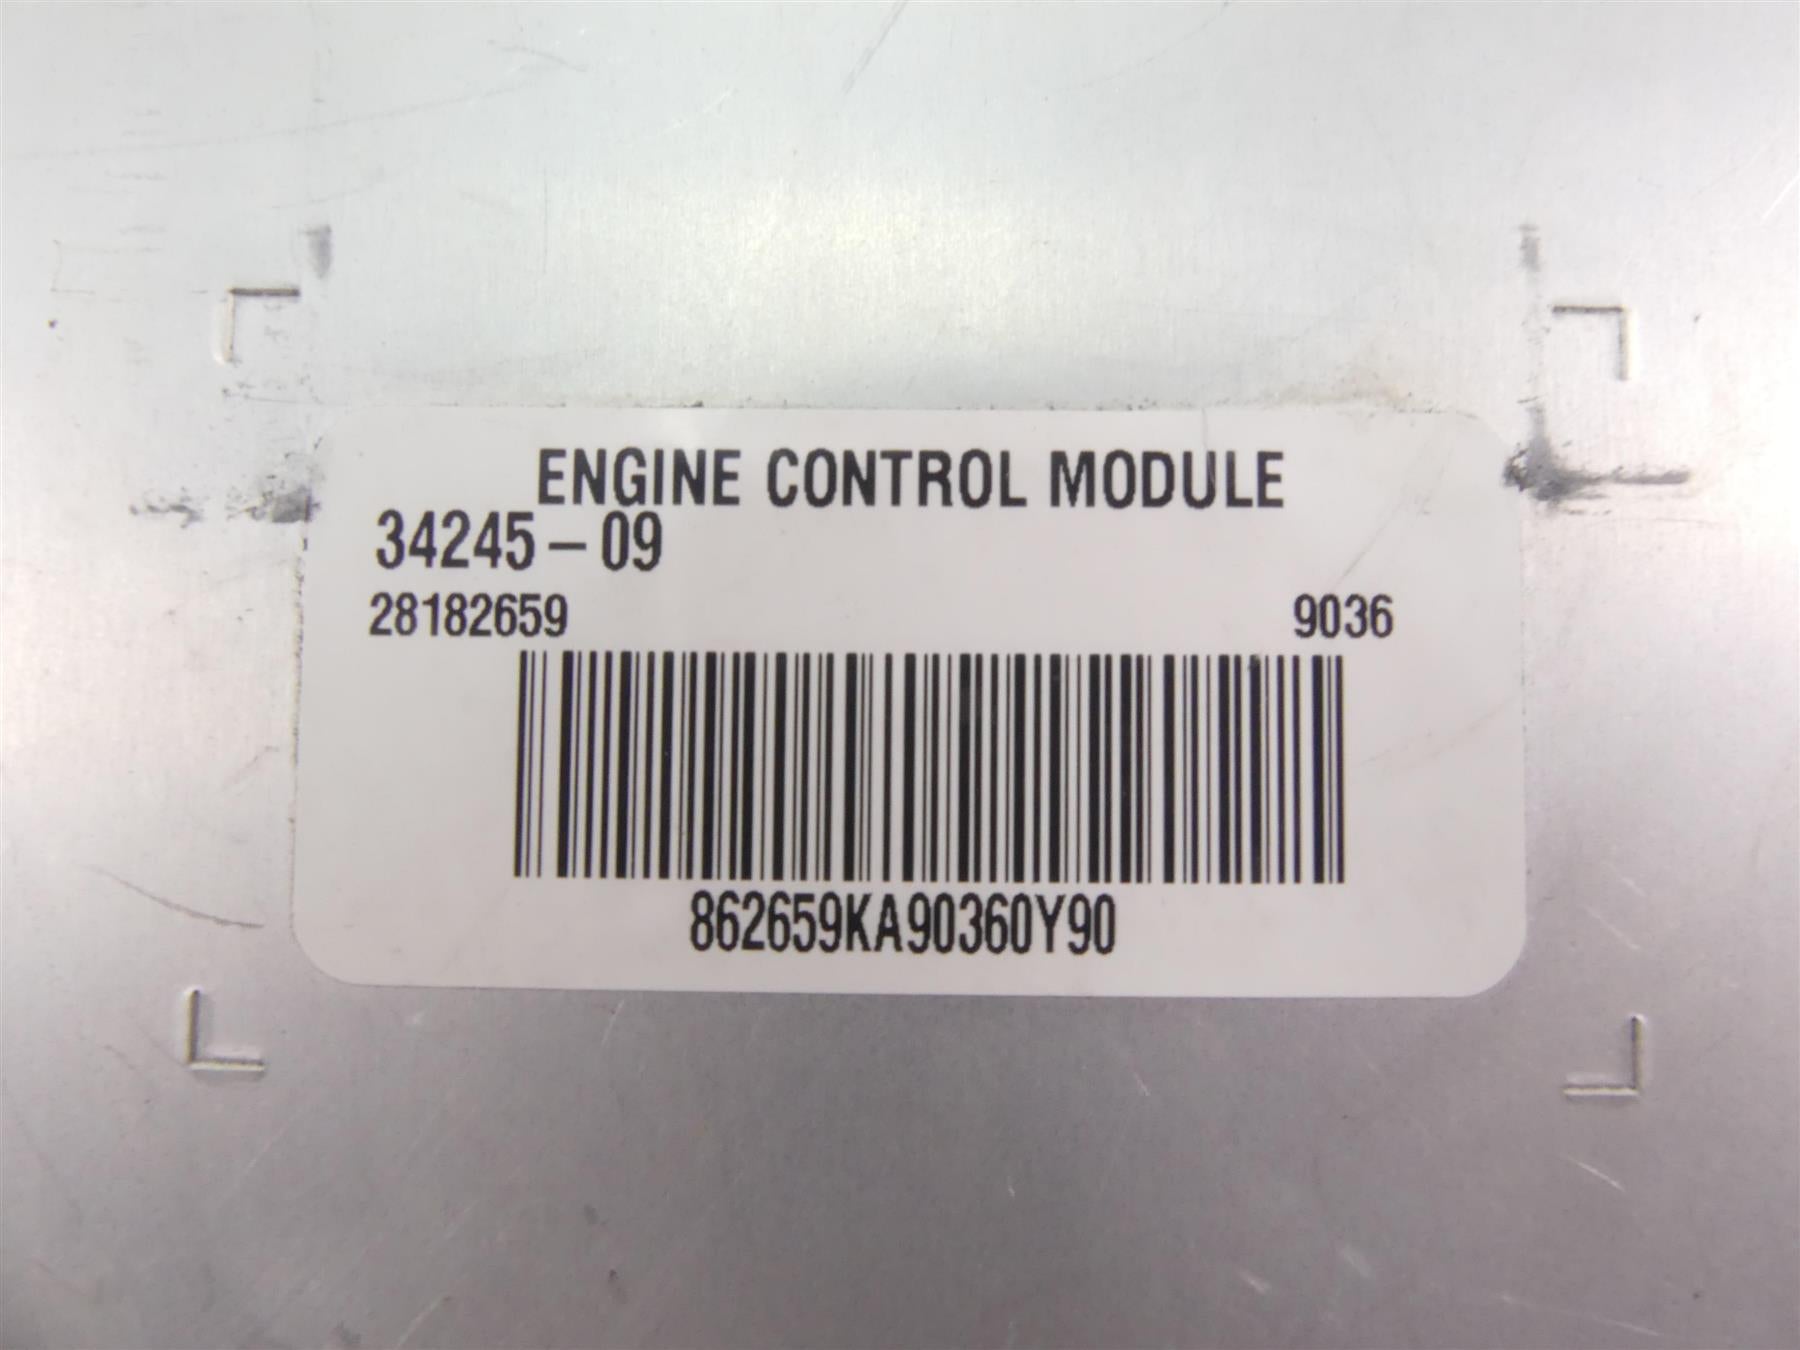 ENGINE CONTROL MODULE
34245-09
28182659 9036
862659KA90360Y90